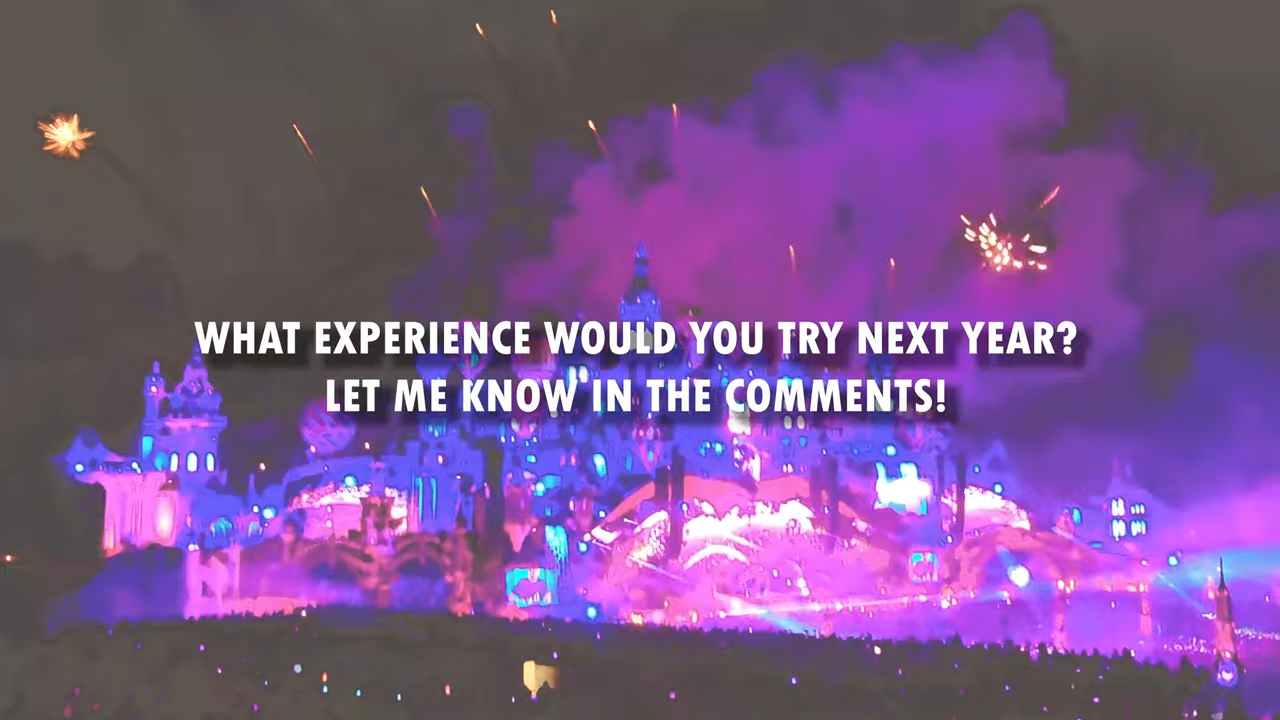 WHAT EXPERIENCE WOULD YOU TRY NEXT YEAR?
LET ME KNOW IN THE COMMENTS!